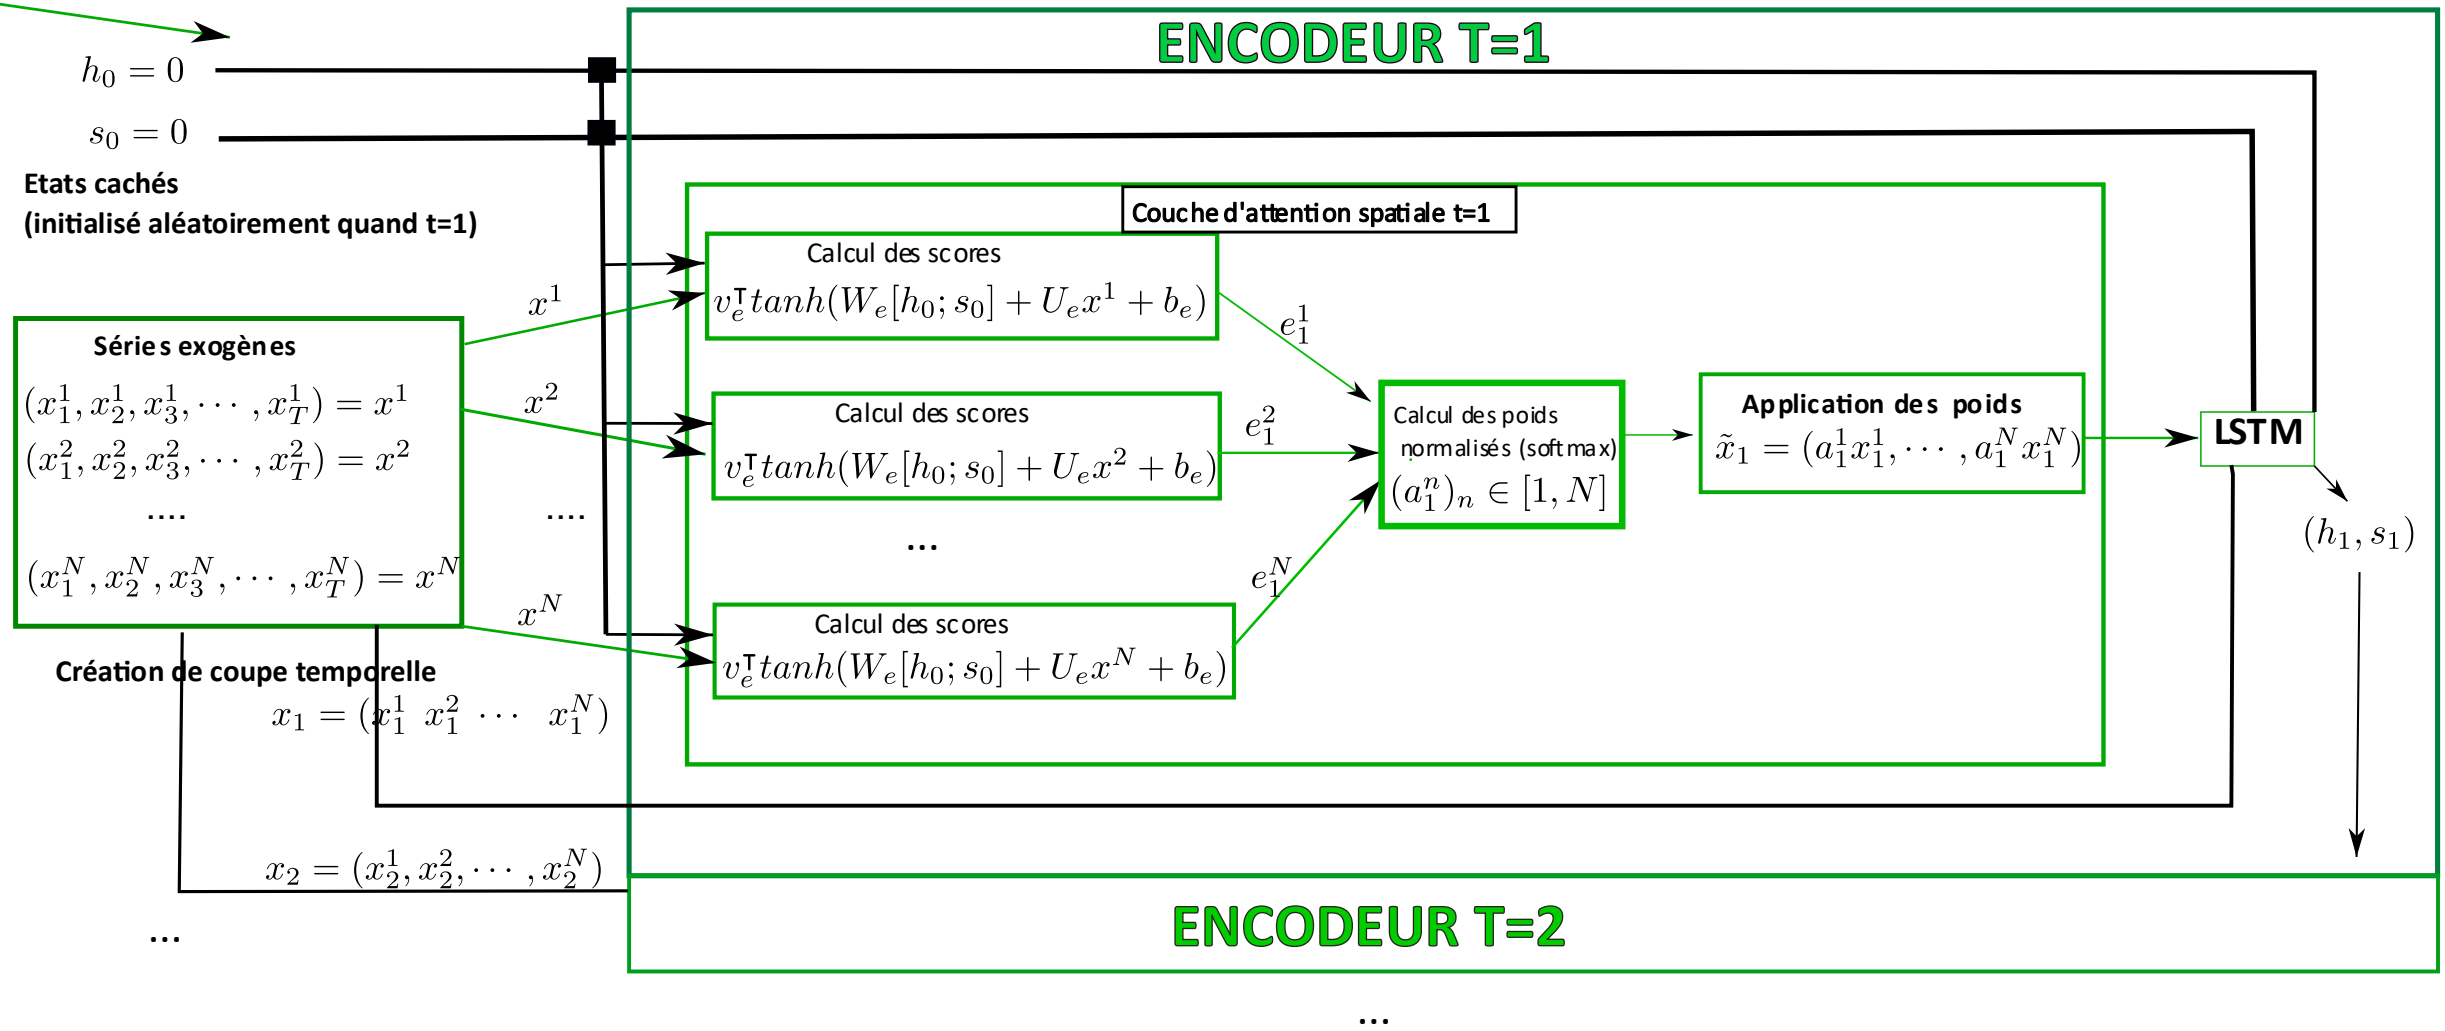 ENCODEUR T=1
h_0 = 0
s_0 = 0
Etats cachés
(initialisé aléatoirement quand t=1)
Couche d'attention spatiale t=1
Calcul des scores
v_e^T tanh(W_e[h_0; s_0] + U_e x^1 + b_e)
x^1
e_1^1
Séries exogènes
(x_1^1, x_2^1, x_3^1, ⋯ , x_T^1) = x^1
(x_1^2, x_2^2, x_3^2, ⋯ , x_T^2) = x^2
....
(x_1^N, x_2^N, x_3^N, ⋯ , x_T^N) = x^N
x^2
....
x^N
Calcul des scores
v_e^T tanh(W_e[h_0; s_0] + U_e x^2 + b_e)
e_1^2
...
Calcul des scores
v_e^T tanh(W_e[h_0; s_0] + U_e x^N + b_e)
e_1^N
Calcul des poids
normalisés (softmax)
(a_1^n)_n ∈ [1, N]
Application des poids
x̃_1 = (a_1^1 x_1^1, ⋯ , a_1^N x_1^N)
LSTM
(h_1, s_1)
Création de coupe temporelle
x_1 = (x_1^1 x_1^2 ⋯ x_1^N)
x_2 = (x_2^1, x_2^2, ⋯ , x_2^N)
...
ENCODEUR T=2
...